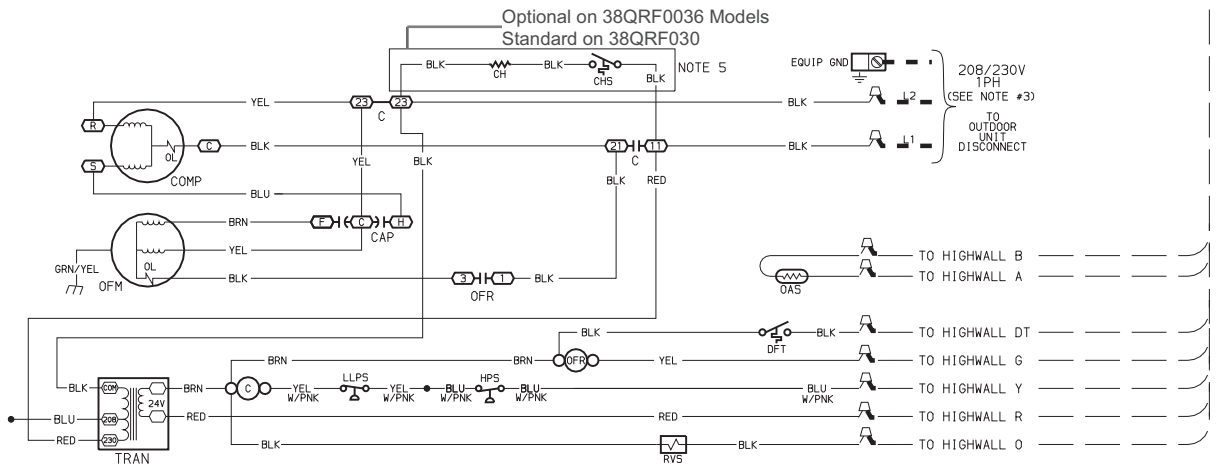 Optional on 38QRF0036 Models
Standard on 38QRF030
BLK CH BLK CHS BLK NOTE 5
EQUIP GND
208/230V
1PH
(SEE NOTE #3)
TO
OUTDOOR
UNIT
DISCONNECT
R YEL 23 C 23 BLK L2
S OL C BLK 21 C 11 BLK L1
COMP YEL BLK BLK RED
BLU
BRN F C H
CAP
YEL
GRN/YEL OFM OL BLK 3 OFR 1 BLK
TO HIGHWALL B
OAS TO HIGHWALL A
BLK DFT BLK TO HIGHWALL DT
BRN OFR YEL TO HIGHWALL G
BLK COM 24V BRN C YEL W/PNK LLPS YEL W/PNK BLU W/PNK HPS BLU W/PNK BLU W/PNK TO HIGHWALL Y
BLU 208 RED RED TO HIGHWALL R
RED 230 BLK RVS BLK TO HIGHWALL O
TRAN